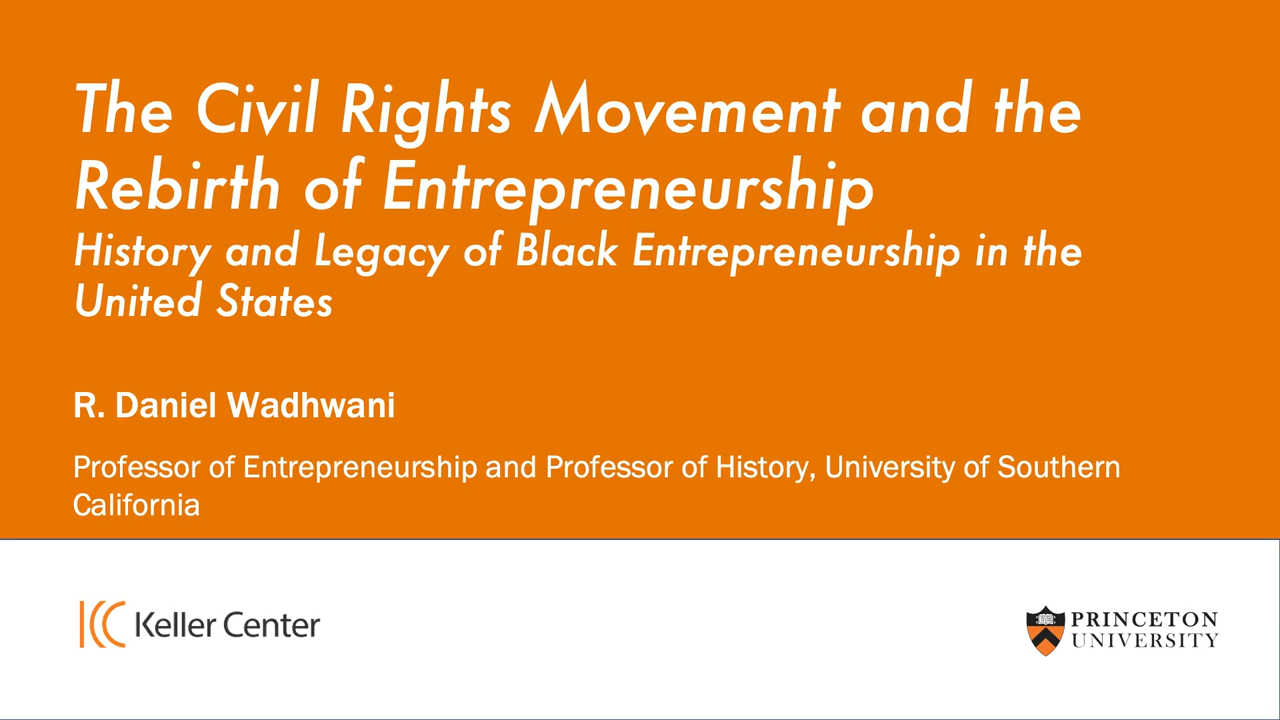 The Civil Rights Movement and the
Rebirth of Entrepreneurship
History and Legacy of Black Entrepreneurship in the
United States
R. Daniel Wadhwani
Professor of Entrepreneurship and Professor of History, University of Southern
California
Keller Center
PRINCETON
UNIVERSITY